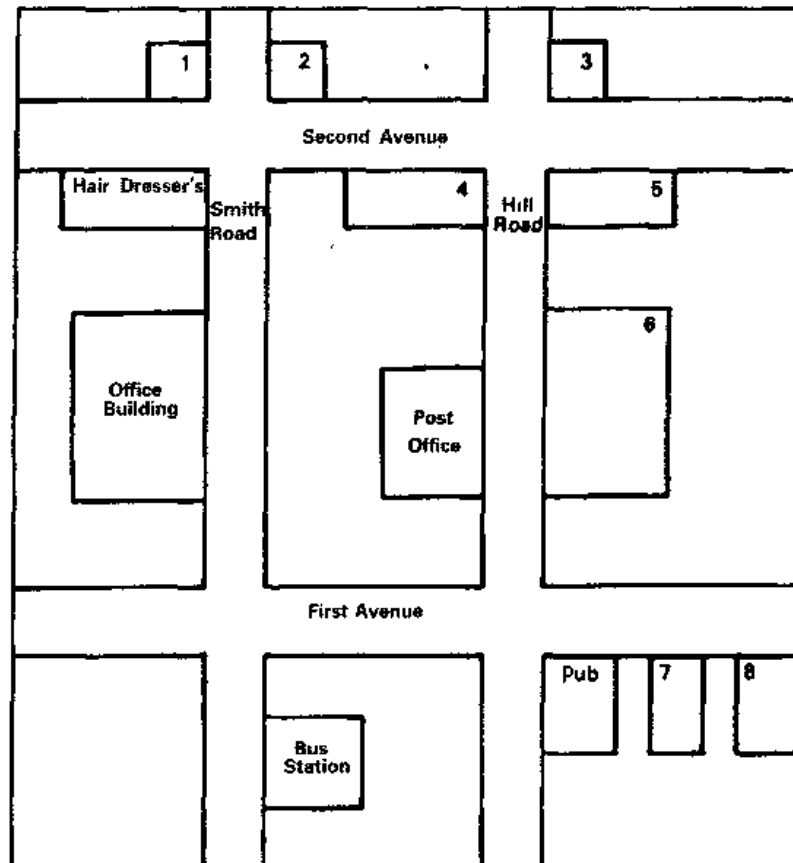 1
2
3
Second Avenue
Hair Dresser's
4
5
Smith
Road
Hill
Road
6
Office
Building
Post
Office
First Avenue
Pub
7
8
Bus
Station